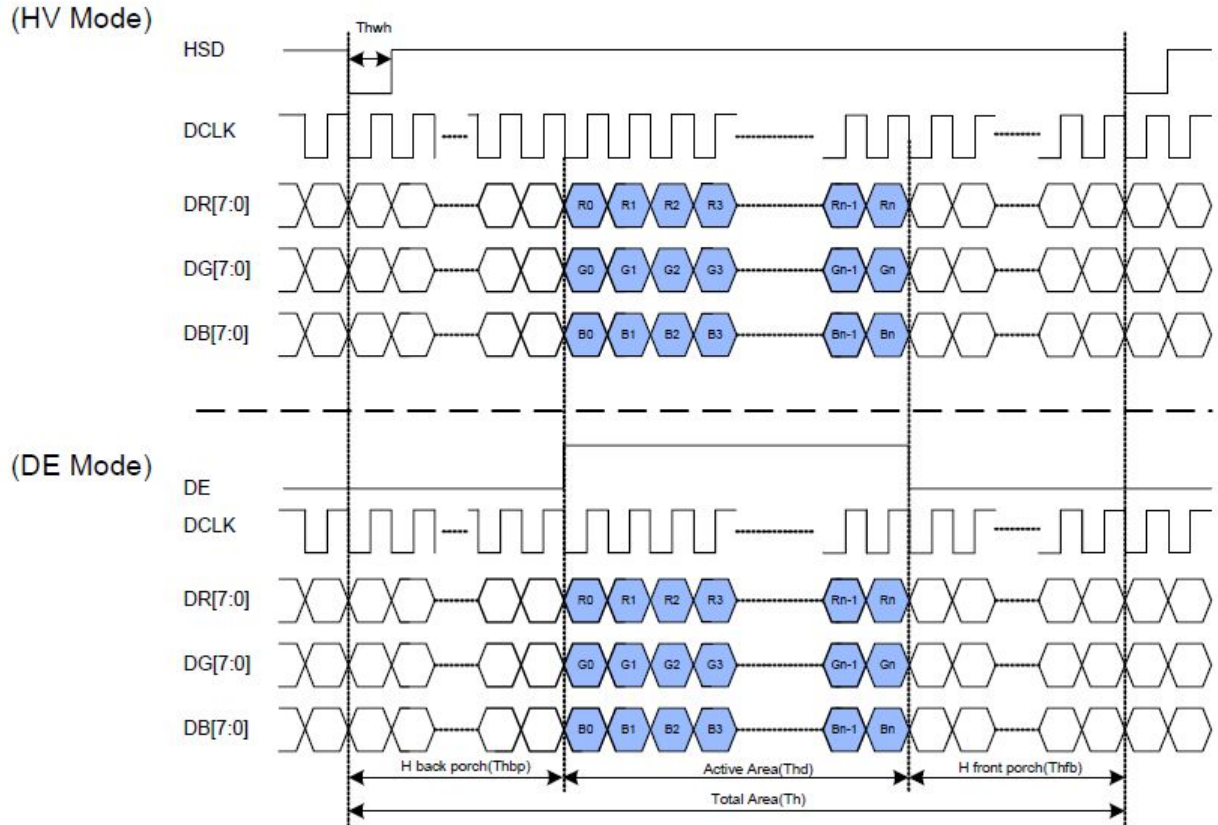 (HV Mode)
Thwh
HSD
DCLK
DR[7:0] R0 R1 R2 R3 Rn-1 Rn
DG[7:0] G0 G1 G2 G3 Gn-1 Gn
DB[7:0] B0 B1 B2 B3 Bn-1 Bn
(DE Mode)
DE
DCLK
DR[7:0] R0 R1 R2 R3 Rn-1 Rn
DG[7:0] G0 G1 G2 G3 Gn-1 Gn
DB[7:0] B0 B1 B2 B3 Bn-1 Bn
H back porch(Thbp) Active Area(Thd) H front porch(Thfb)
Total Area(Th)